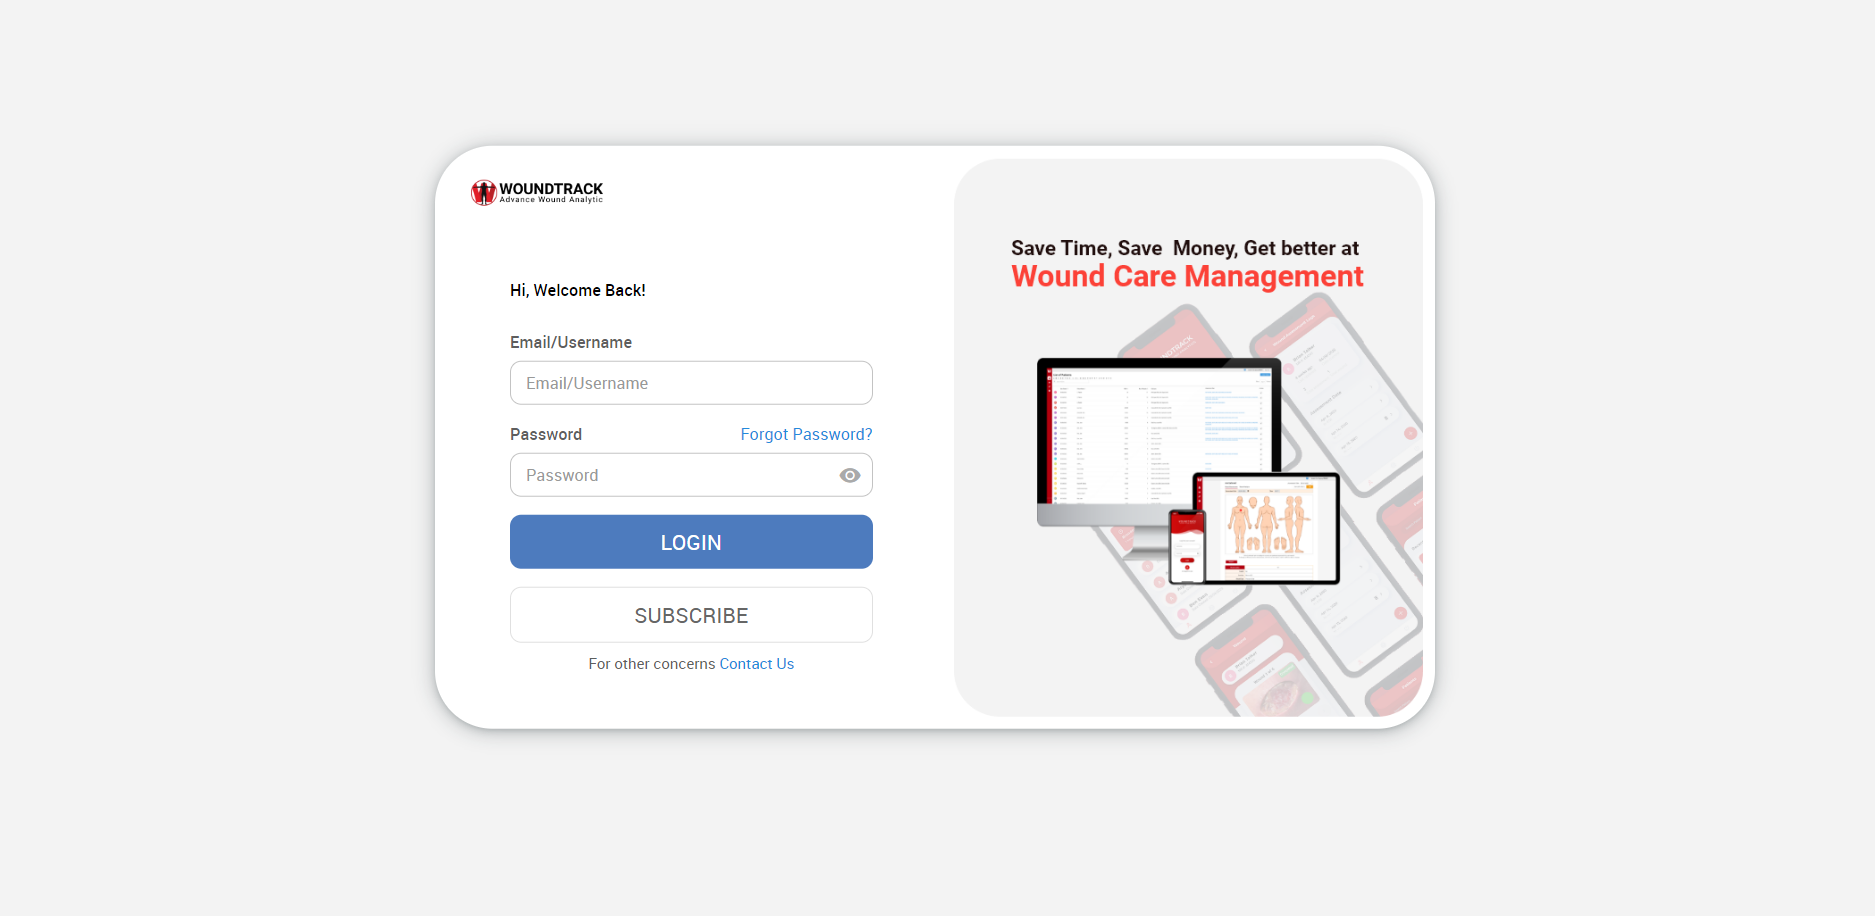 WOUNDTRACK
Advance Wound Analytic
Hi, Welcome Back!
Email/Username
Email/Username
Password Forgot Password?
Password
LOGIN
SUBSCRIBE
For other concerns Contact Us
Save Time, Save  Money, Get better at
Wound Care Management